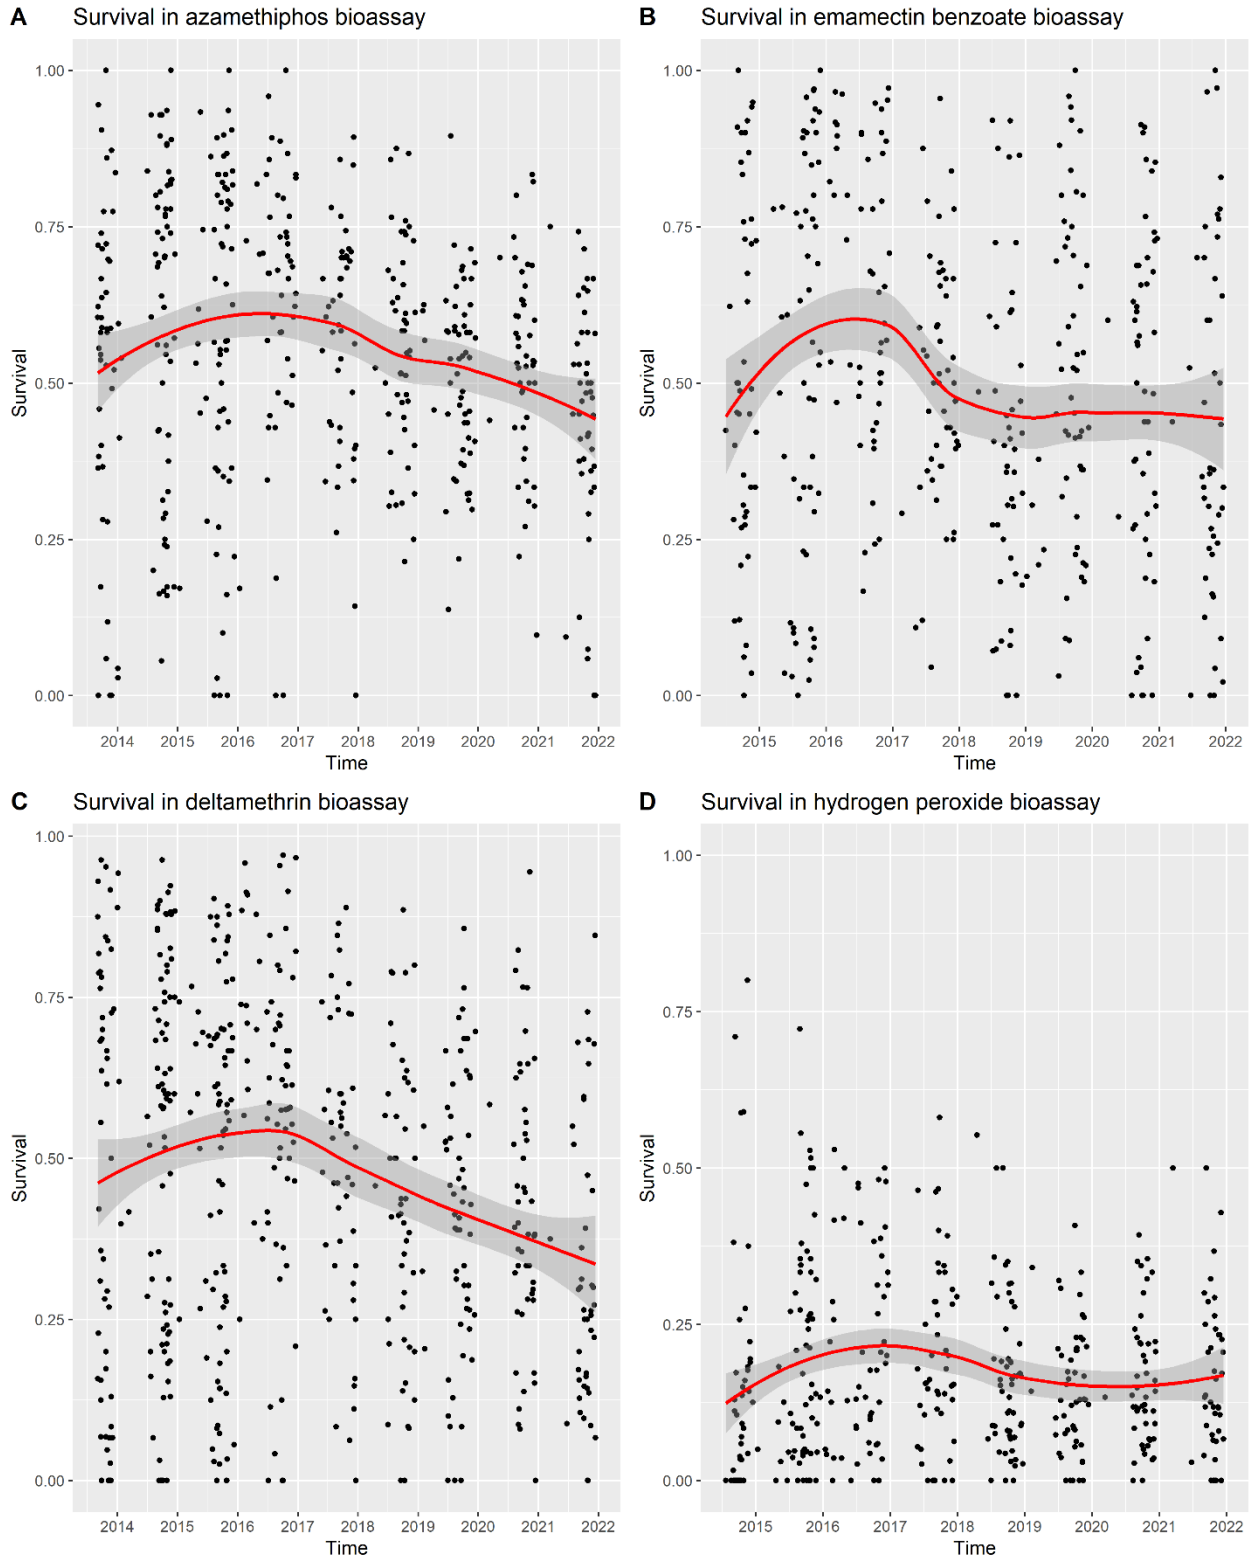 A Survival in azamethiphos bioassay
1.00
0.75
0.50
0.25
0.00
Survival
2014 2015 2016 2017 2018 2019 2020 2021 2022
Time
B Survival in emamectin benzoate bioassay
1.00
0.75
0.50
0.25
0.00
Survival
2015 2016 2017 2018 2019 2020 2021 2022
Time
C Survival in deltamethrin bioassay
1.00
0.75
0.50
0.25
0.00
Survival
2014 2015 2016 2017 2018 2019 2020 2021 2022
Time
D Survival in hydrogen peroxide bioassay
1.00
0.75
0.50
0.25
0.00
Survival
2015 2016 2017 2018 2019 2020 2021 2022
Time